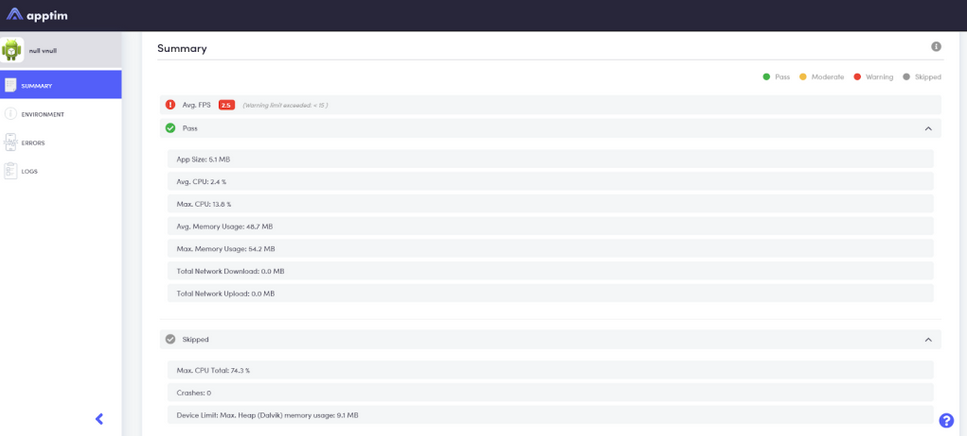 apptim
null vnull
SUMMARY
ENVIRONMENT
ERRORS
LOGS
Summary
Pass
Moderate
Warning
Skipped
Avg. FPS 2.5 (Warning limit exceeded: < 15 )
Pass
App Size: 5.1 MB
Avg. CPU: 2.4 %
Max. CPU: 13.8 %
Avg. Memory Usage: 48.7 MB
Max. Memory Usage: 54.2 MB
Total Network Download: 0.0 MB
Total Network Upload: 0.0 MB
Skipped
Max. CPU Total: 74.3 %
Crashes: 0
Device Limit: Max. Heap (Dalvik) memory usage: 9.1 MB